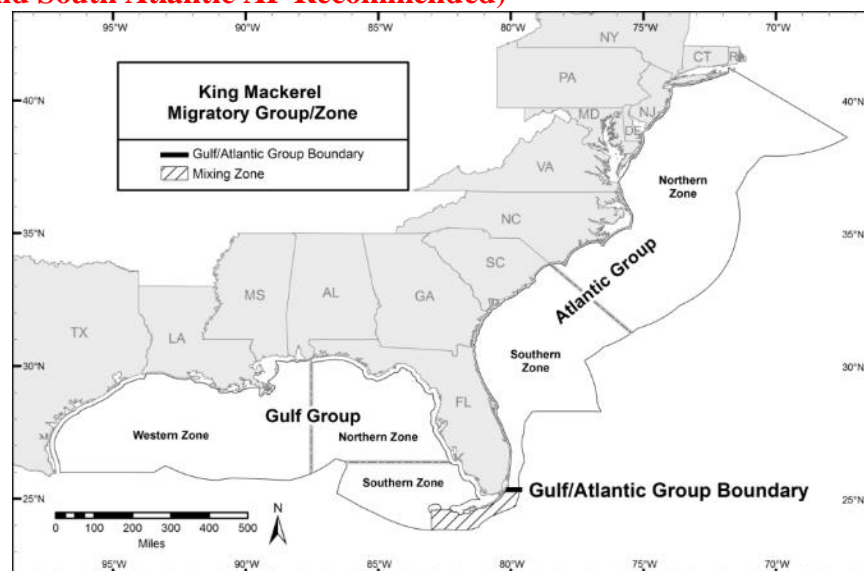 nd South Atlantic AP Recommended)
95°W 90°W 85°W 80°W 75°W 70°W
King Mackerel
Migratory Group/Zone
Gulf/Atlantic Group Boundary
Mixing Zone
NY
CT
RI
PA
40°N
40°N
MD
NJ
DE
VA
Northern
Zone
35°N
35°N
NC
SC
Atlantic Group
MS
AL
GA
TX
LA
Southern
Zone
30°N
30°N
FL
Gulf Group
Western Zone
Northern Zone
Southern Zone
Gulf/Atlantic Group Boundary
25°N
25°N
N
0 100 200 300 400 500
Miles
95°W 90°W 85°W 80°W 75°W 70°W